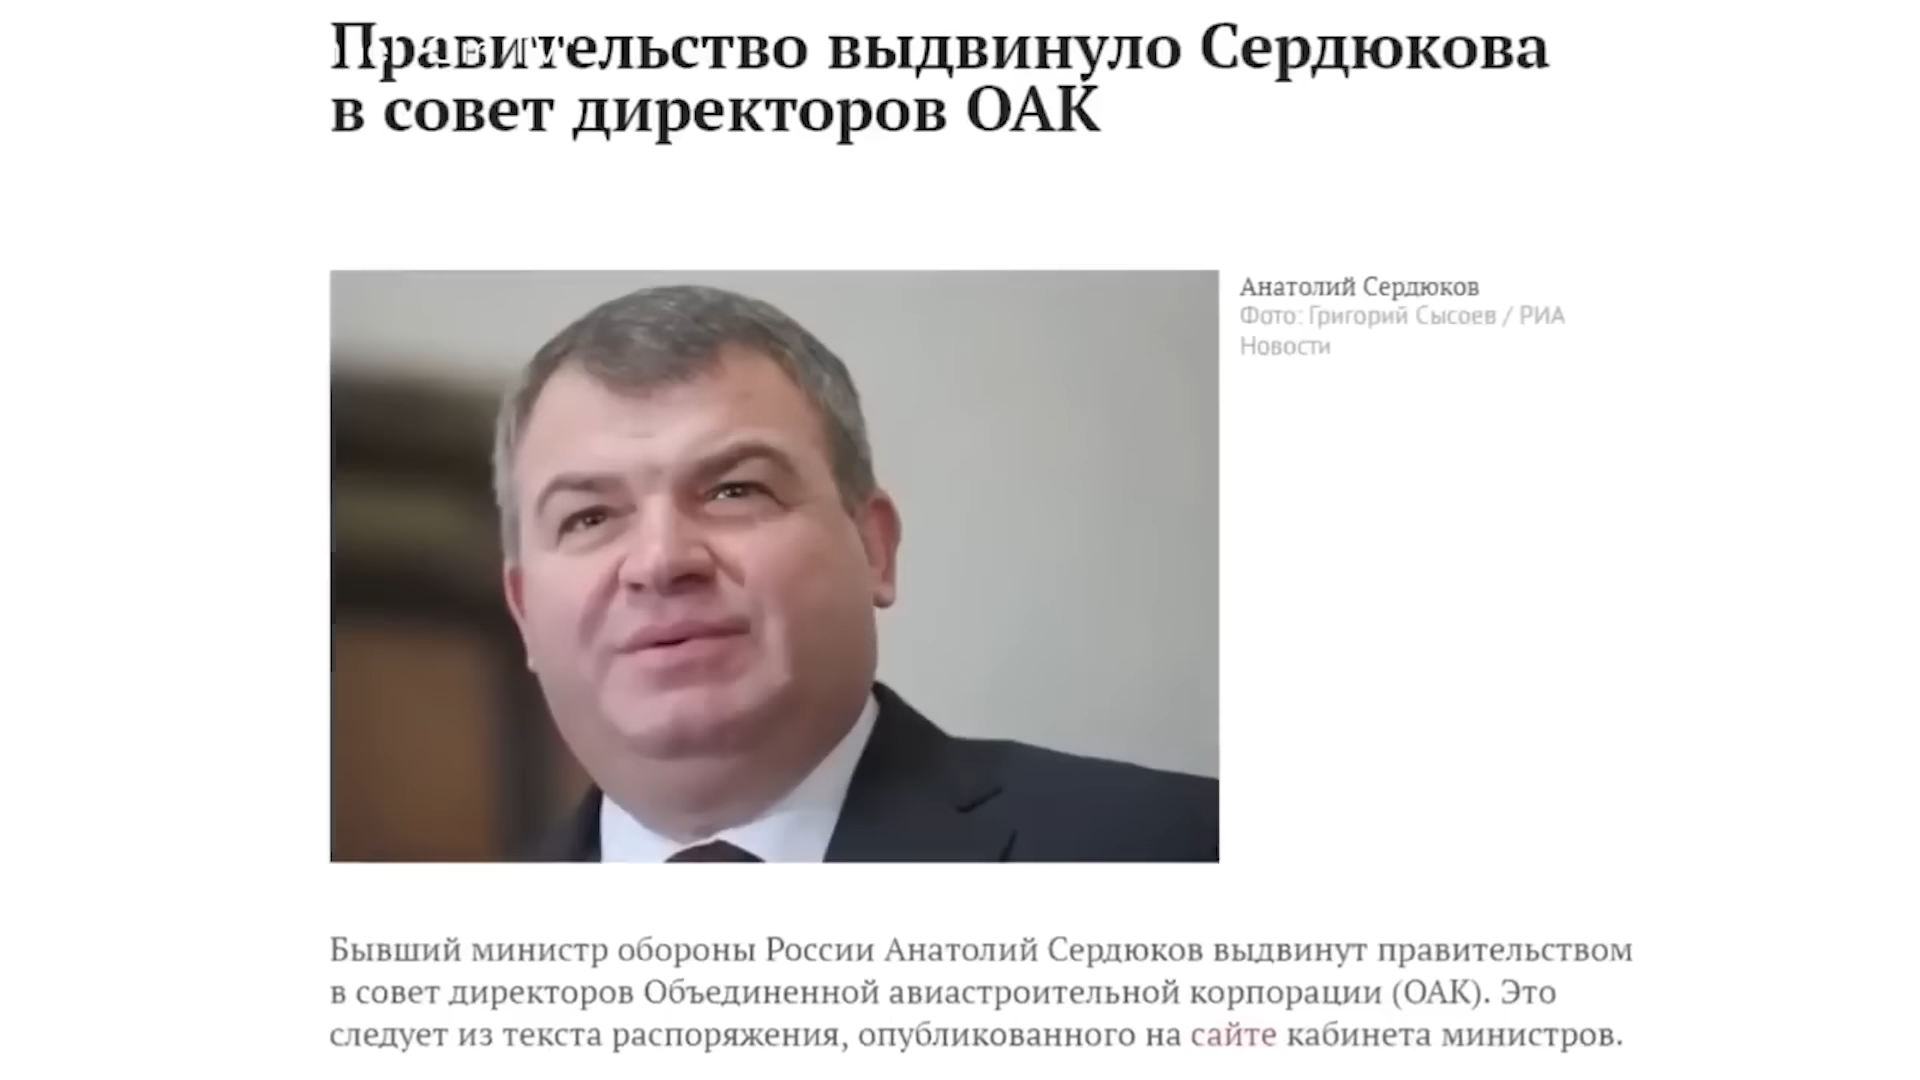 Правительство выдвинуло Сердюкова
в совет директоров ОАК
Анатолий Сердюков
Фото: Григорий Сысоев / РИА
Новости
Бывший министр обороны России Анатолий Сердюков выдвинут правительством
в совет директоров Объединенной авиастроительной корпорации (ОАК). Это
следует из текста распоряжения, опубликованного на сайте кабинета министров.